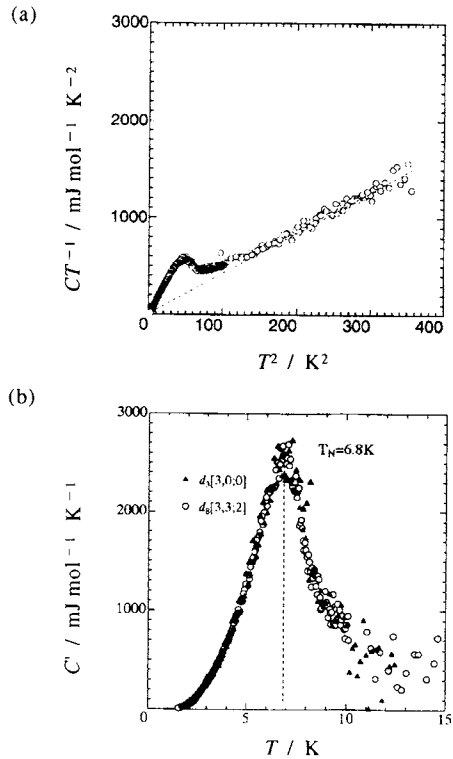 (a)
3000
2000
1000
0
0
100
200
300
400
CT⁻¹ / mJ mol⁻¹ K⁻²
T² / K²
(b)
3000
2000
1000
0
0
5
10
15
C' / mJ mol⁻¹ K⁻¹
T_N=6.8K
▲ d₃[3,0;0]
○ d₈[3,3;2]
T / K